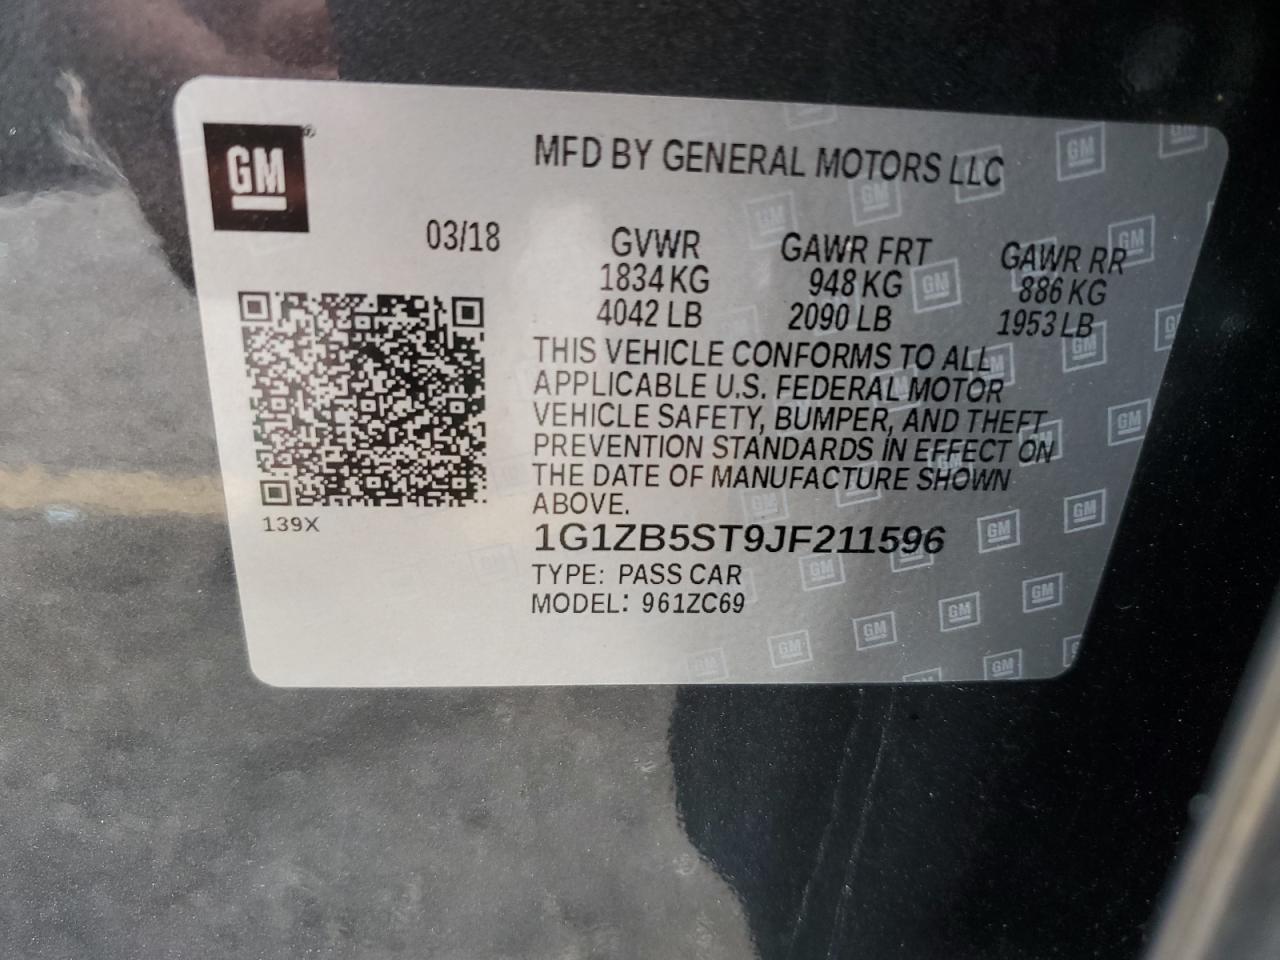 GM
MFD BY GENERAL MOTORS LLC
03/18 GVWR GAWR FRT GAWR RR
1834 KG 948 KG 886 KG
4042 LB 2090 LB 1953 LB
THIS VEHICLE CONFORMS TO ALL
APPLICABLE U.S. FEDERAL MOTOR
VEHICLE SAFETY, BUMPER, AND THEFT
PREVENTION STANDARDS IN EFFECT ON
THE DATE OF MANUFACTURE SHOWN
ABOVE.
139X
1G1ZB5ST9JF211596
TYPE: PASS CAR
MODEL: 961ZC69